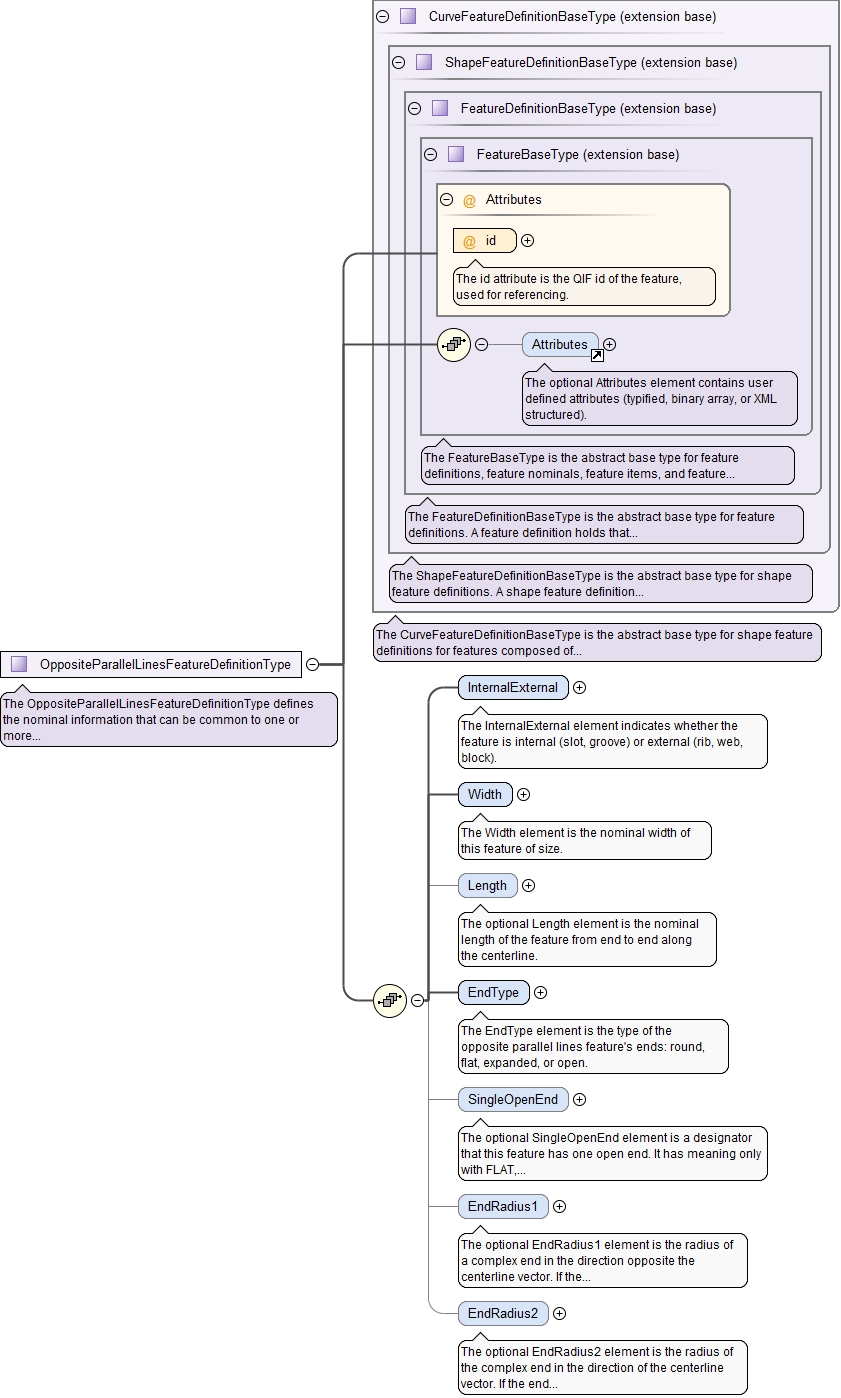 CurveFeatureDefinitionBaseType (extension base)
ShapeFeatureDefinitionBaseType (extension base)
FeatureDefinitionBaseType (extension base)
FeatureBaseType (extension base)
@ Attributes
@ id
The id attribute is the QIF id of the feature,
used for referencing.
Attributes
The optional Attributes element contains user
defined attributes (typified, binary array, or XML
structured).
The FeatureBaseType is the abstract base type for feature
definitions, feature nominals, feature items, and feature...
The FeatureDefinitionBaseType is the abstract base type for feature
definitions. A feature definition holds that...
The ShapeFeatureDefinitionBaseType is the abstract base type for shape
feature definitions. A shape feature definition...
The CurveFeatureDefinitionBaseType is the abstract base type for shape feature
definitions for features composed of...
OppositeParallelLinesFeatureDefinitionType
The OppositeParallelLinesFeatureDefinitionType defines
the nominal information that can be common to one or
more...
InternalExternal
The InternalExternal element indicates whether the
feature is internal (slot, groove) or external (rib, web,
block).
Width
The Width element is the nominal width of
this feature of size.
Length
The optional Length element is the nominal
length of the feature from end to end along
the centerline.
EndType
The EndType element is the type of the
opposite parallel lines feature's ends: round,
flat, expanded, or open.
SingleOpenEnd
The optional SingleOpenEnd element is a designator
that this feature has one open end. It has meaning only
with FLAT,...
EndRadius1
The optional EndRadius1 element is the radius of
a complex end in the direction opposite the
centerline vector. If the...
EndRadius2
The optional EndRadius2 element is the radius of
the complex end in the direction of the centerline
vector. If the end...